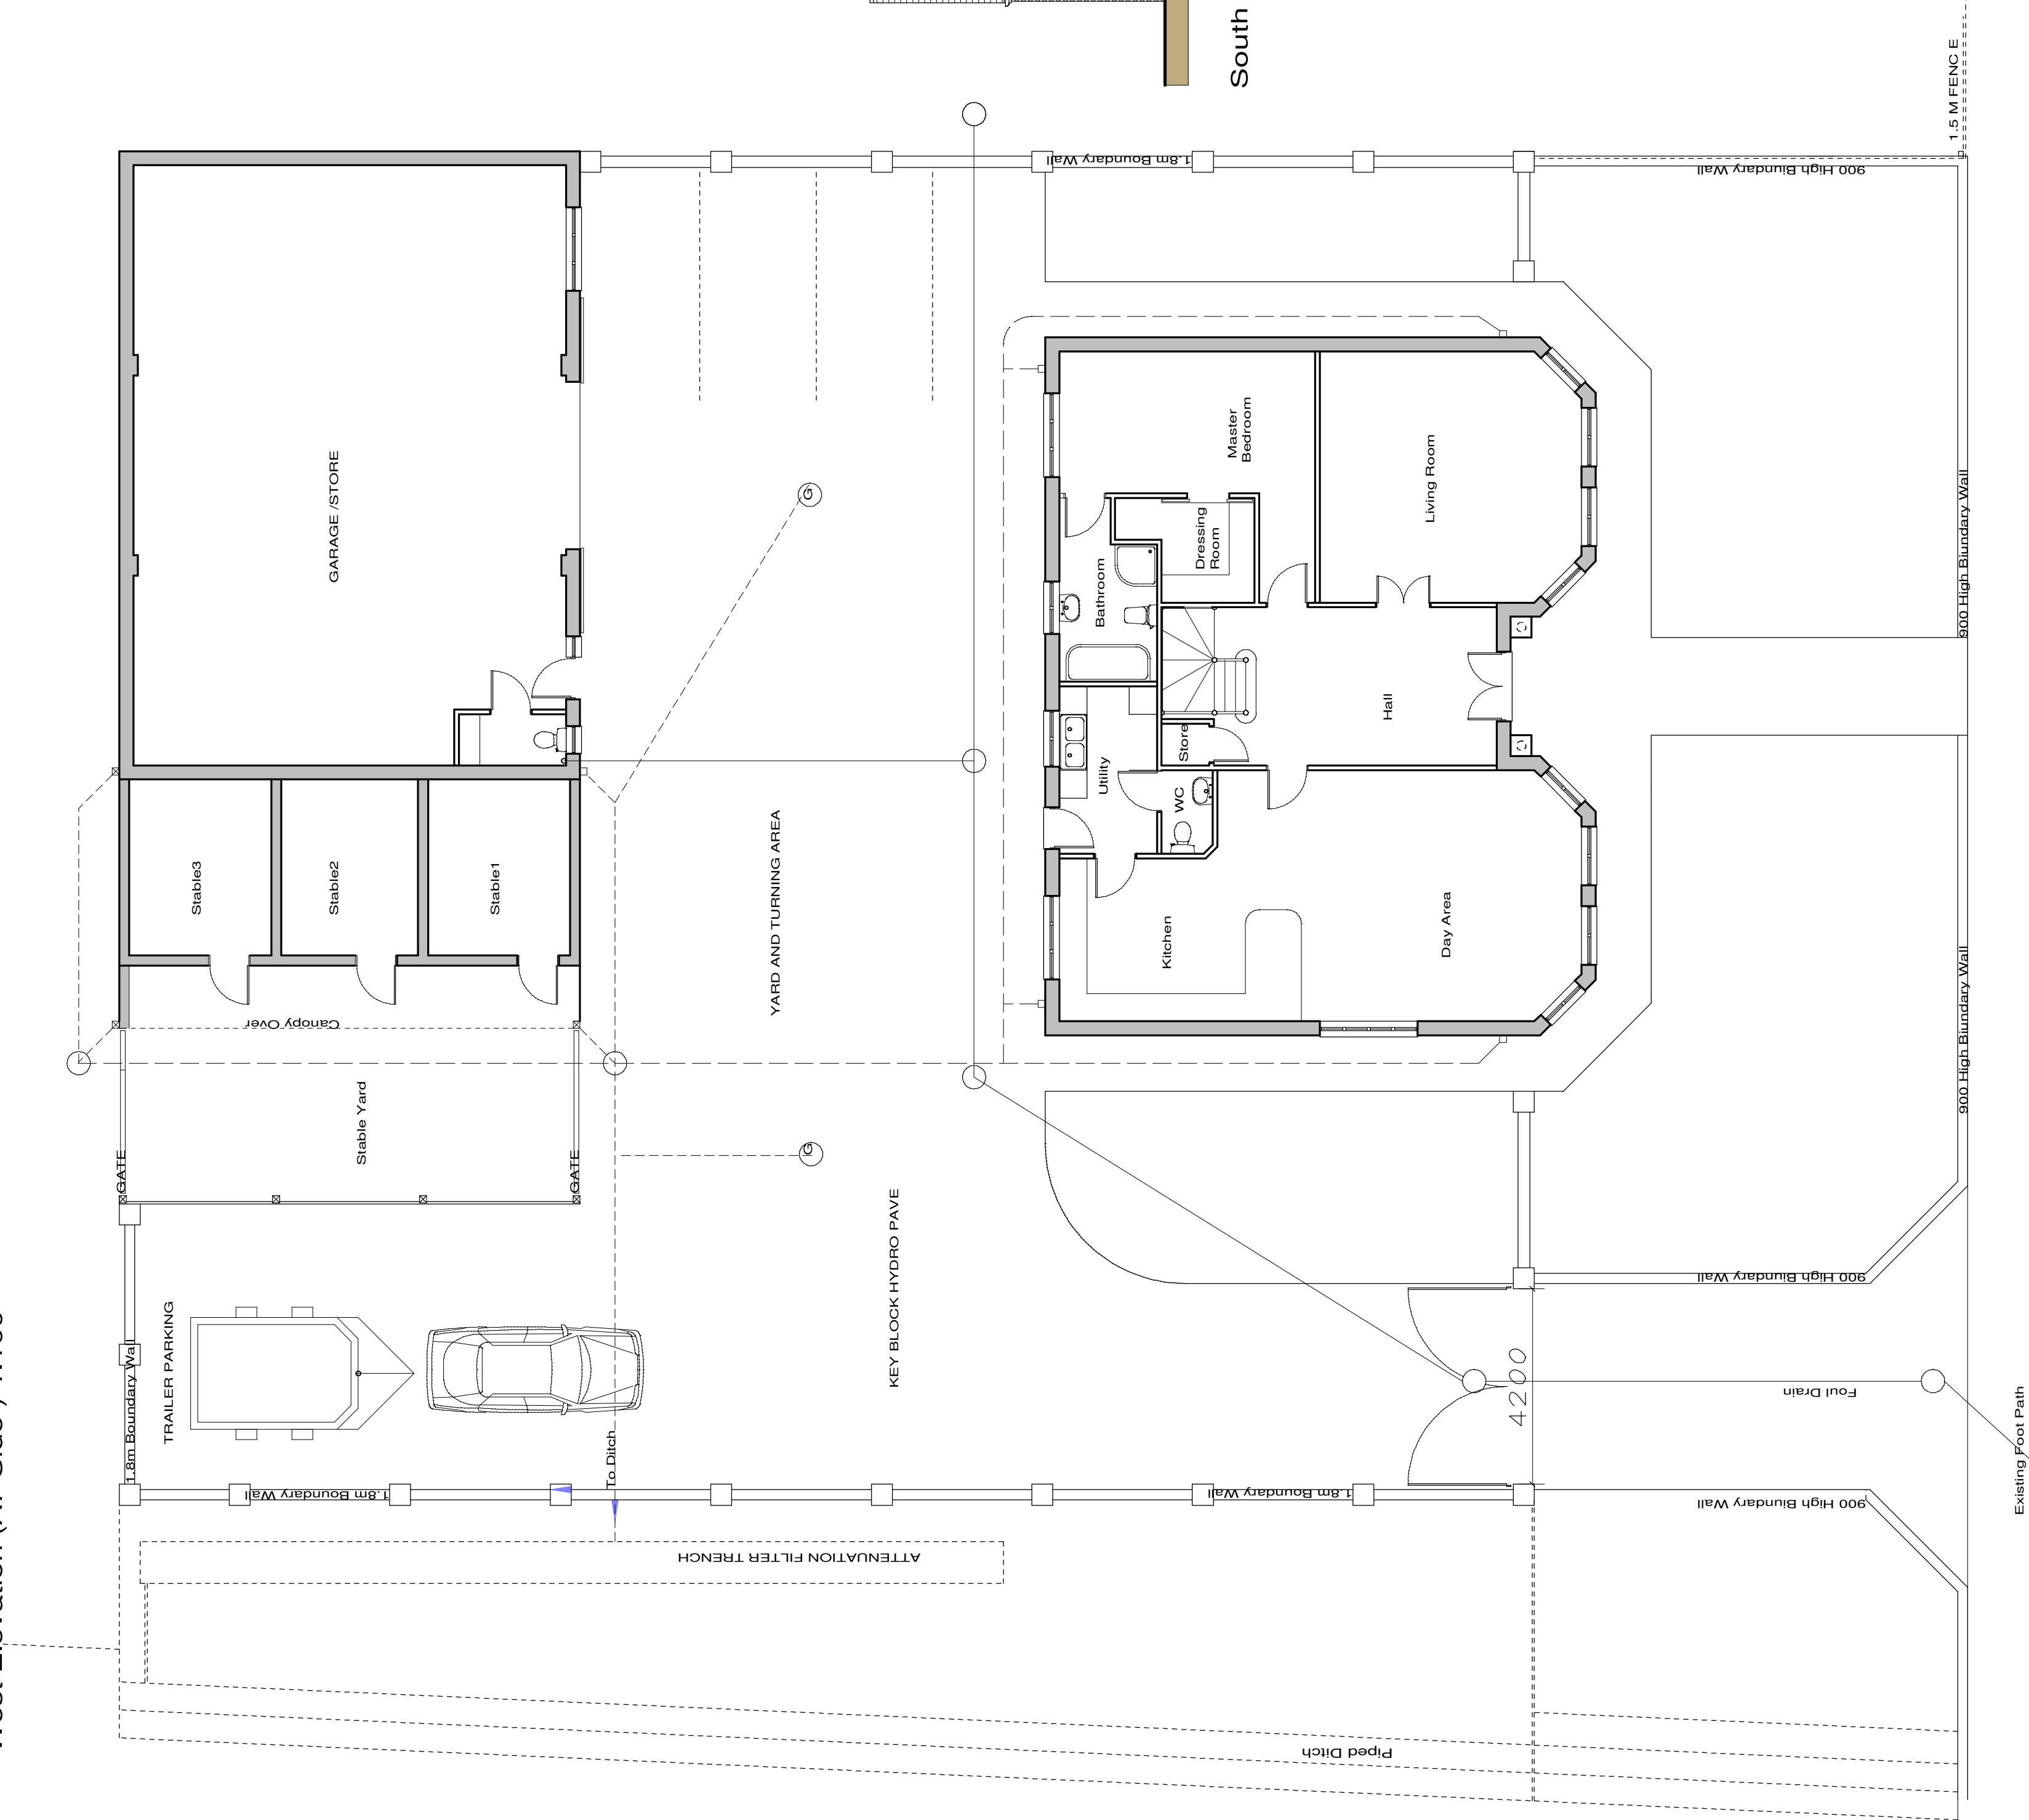 South
1.5 M FENC E
1.8m Boundary Wall
900 High Biundary Wall
GARAGE /STORE
G
Master
Bedroom
Living Room
Dressing
Room
Bathroom
900 High Biundary Wall
Hall
Store
Utility
WC
Stable3
Stable2
Stable1
YARD AND TURNING AREA
Kitchen
Day Area
900 High Biundary Wall
Canopy Over
Stable Yard
GATE
GATE
G
KEY BLOCK HYDRO PAVE
900 High Biundary Wall
TRAILER PARKING
1.8m Boundary Wall
4200
Foul Drain
Existing Foot Path
To Ditch
1.8m Boundary Wall
1.8m Boundary Wall
900 High Biundary Wall
ATTENUATION FILTER TRENCH
Piped Ditch